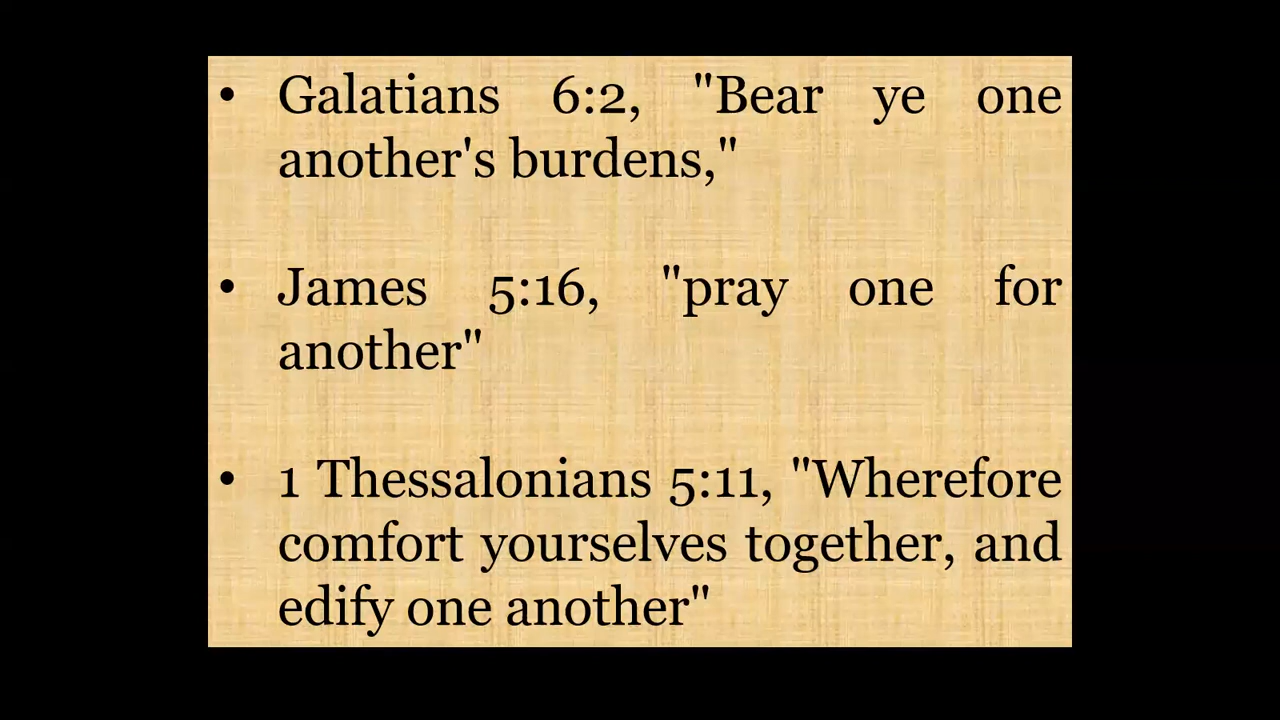 • Galatians 6:2, "Bear ye one
another's burdens,"
• James 5:16, "pray one for
another"
• 1 Thessalonians 5:11, "Wherefore
comfort yourselves together, and
edify one another"